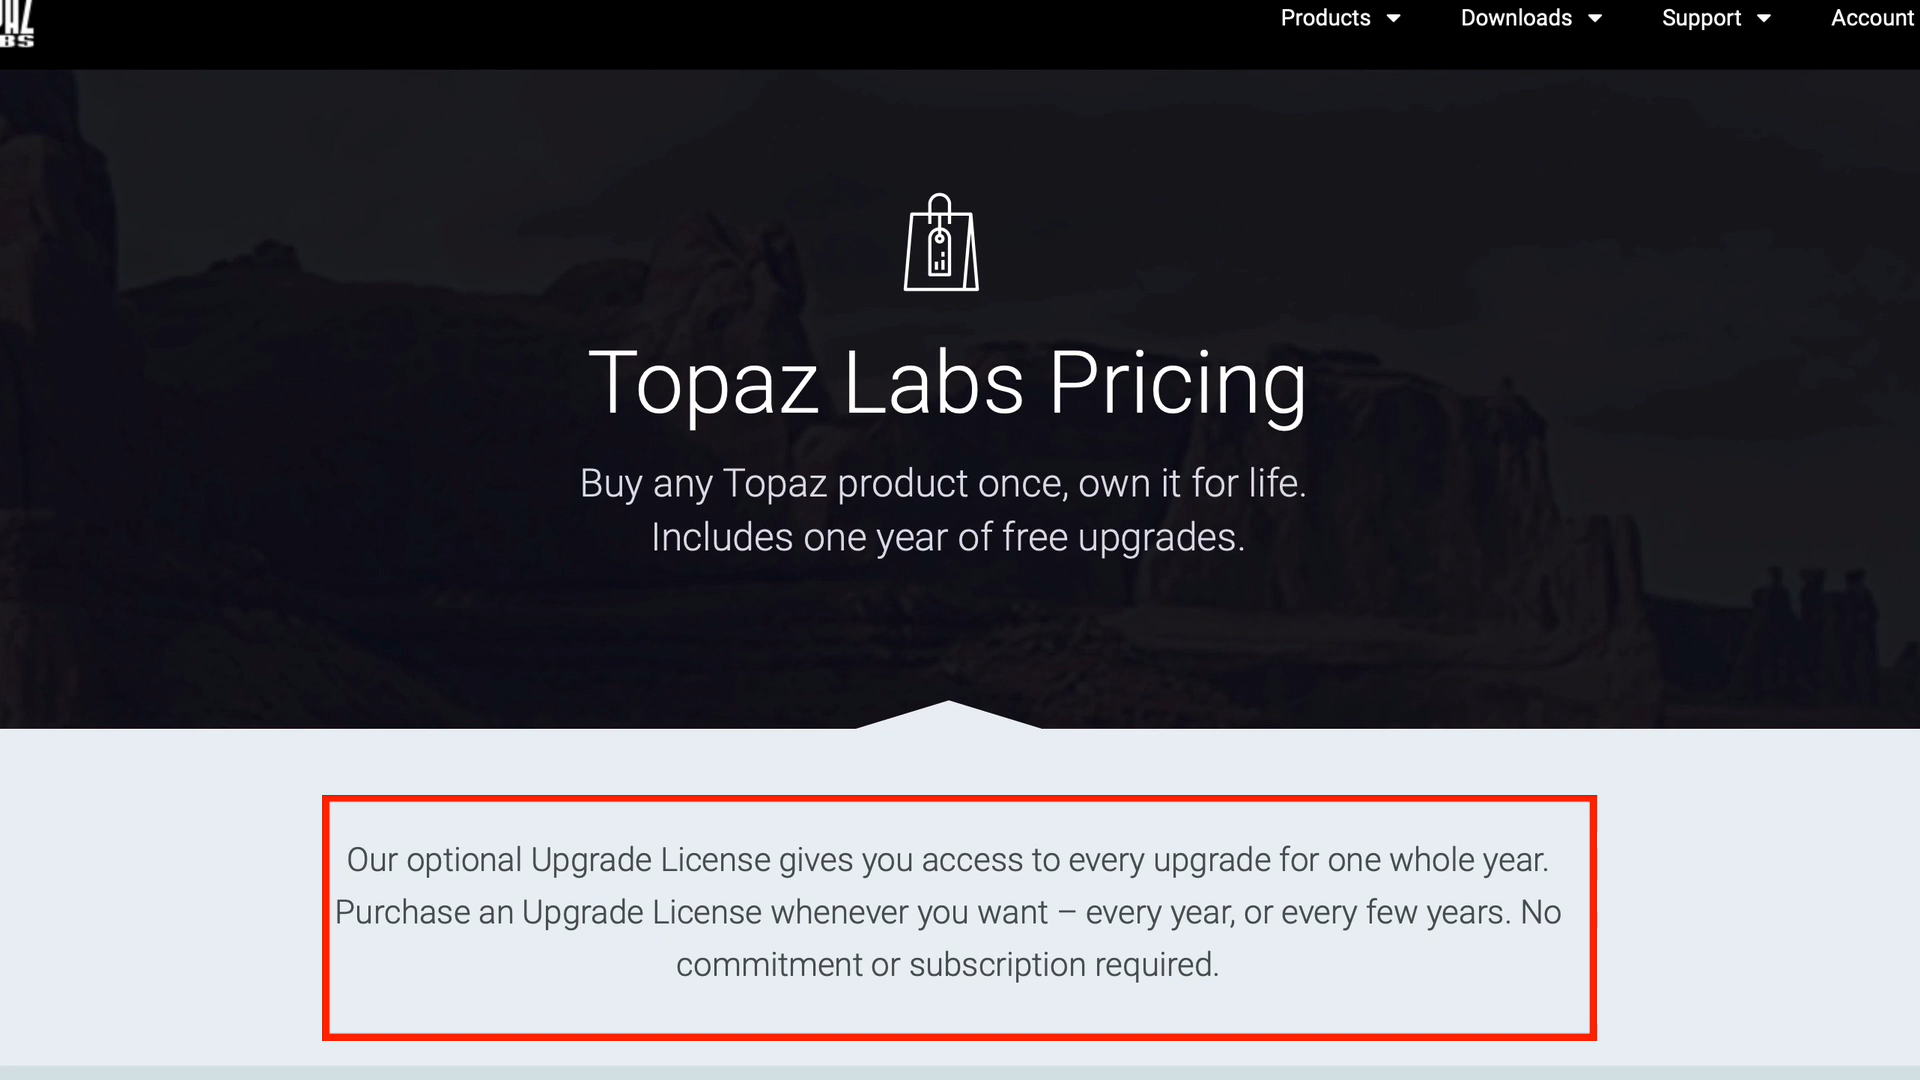 Products
Downloads
Support
Account
Topaz Labs Pricing
Buy any Topaz product once, own it for life.
Includes one year of free upgrades.
Our optional Upgrade License gives you access to every upgrade for one whole year.
Purchase an Upgrade License whenever you want – every year, or every few years. No
commitment or subscription required.